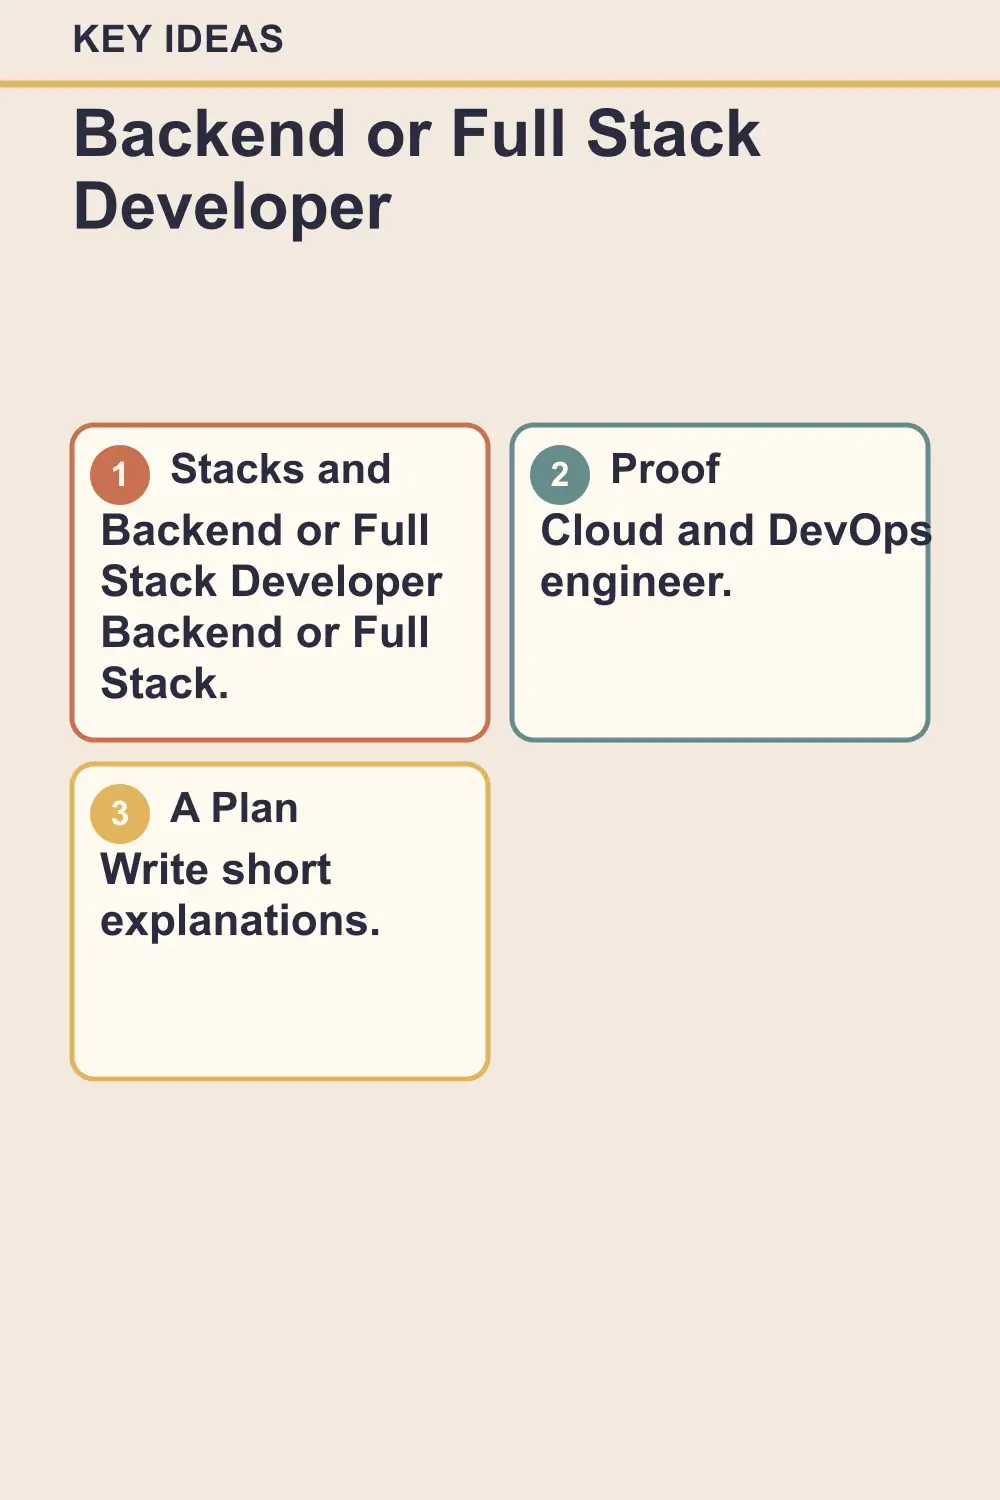 KEY IDEAS
Backend or Full Stack
Developer
1 Stacks and
Backend or Full
Stack Developer
Backend or Full
Stack.
2 Proof
Cloud and DevOps
engineer.
3 A Plan
Write short
explanations.